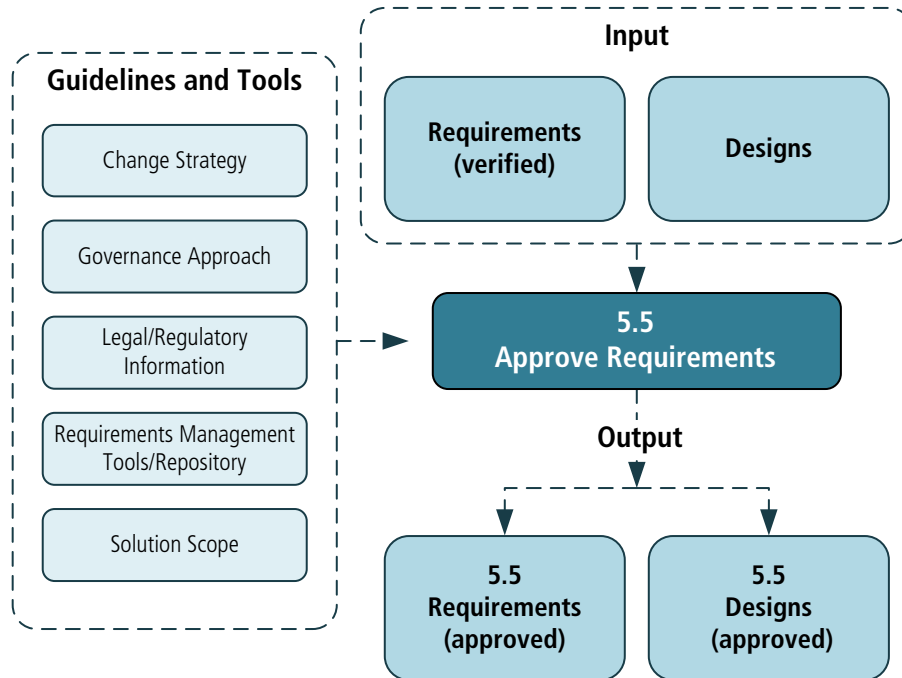 Guidelines and Tools
Change Strategy
Governance Approach
Legal/Regulatory
Information
Requirements Management
Tools/Repository
Solution Scope
Input
Requirements
(verified)
Designs
5.5
Approve Requirements
Output
5.5
Requirements
(approved)
5.5
Designs
(approved)